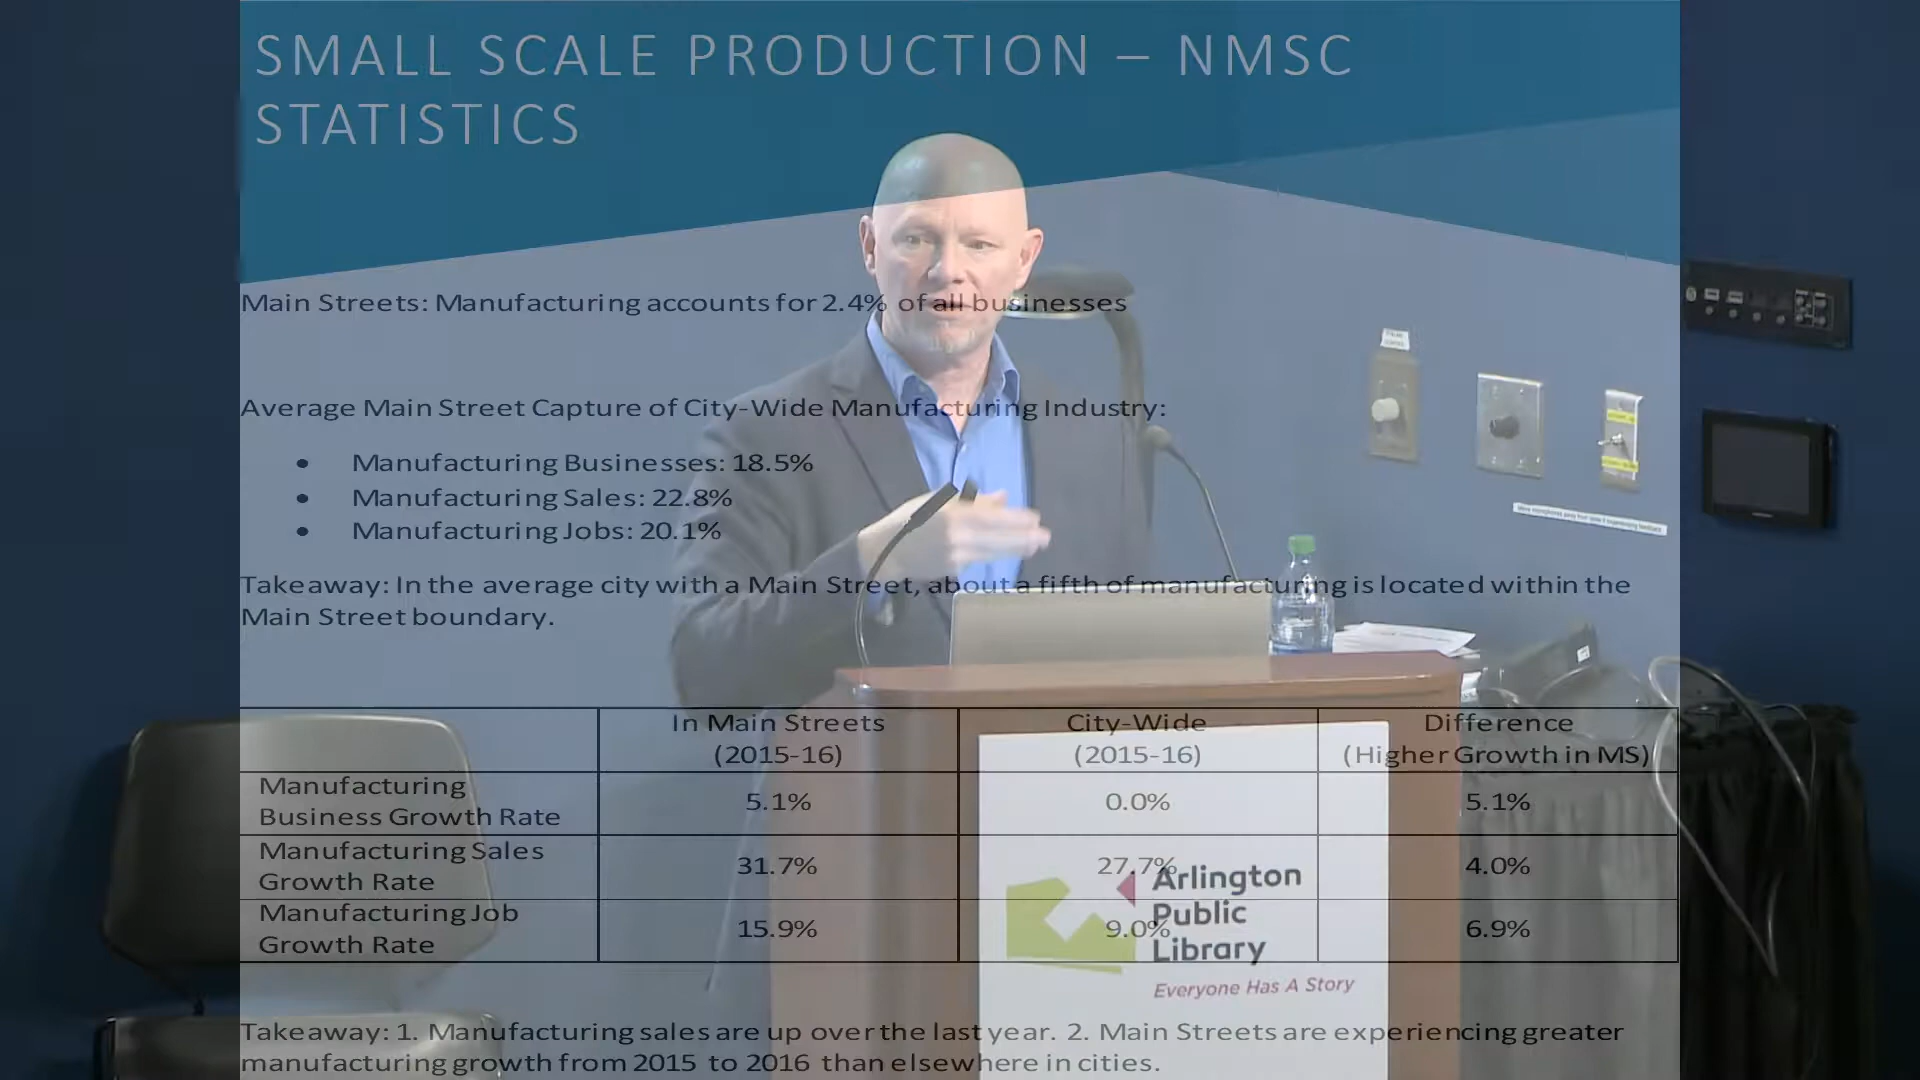 SMALL SCALE PRODUCTION – NMSC
STATISTICS
Main Streets: Manufacturing accounts for 2.4% of all businesses
Average Main Street Capture of City-Wide Manufacturing Industry:
• Manufacturing Businesses: 18.5%
• Manufacturing Sales: 22.8%
• Manufacturing Jobs: 20.1%
Takeaway: In the average city with a Main Street, about a fifth of manufacturing is located within the
Main Street boundary.
In Main Streets
(2015-16)
City-Wide
(2015-16)
Difference
(Higher Growth in MS)
Manufacturing
Business Growth Rate
5.1%
0.0%
5.1%
Manufacturing Sales
Growth Rate
31.7%
27.7%
4.0%
Manufacturing Job
Growth Rate
15.9%
9.0%
6.9%
Arlington
Public
Library
Everyone Has A Story
Takeaway: 1. Manufacturing sales are up over the last year. 2. Main Streets are experiencing greater
manufacturing growth from 2015 to 2016 than elsewhere in cities.